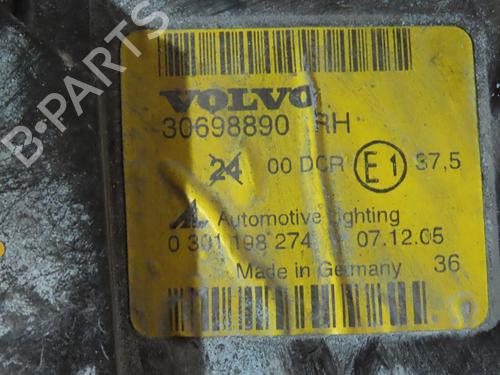 VOLVO
30698890 RH
24 00 DCR E1 37,5
Automotive Lighting
0 301 198 274 07.12.05
Made in Germany 36